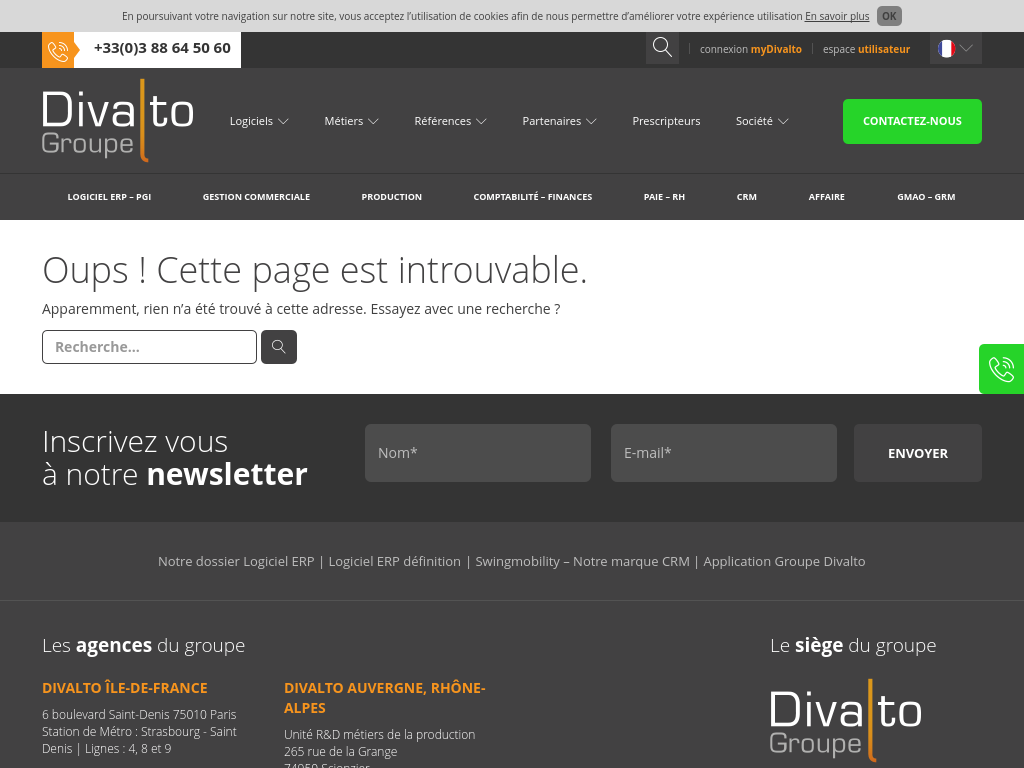 En poursuivant votre navigation sur notre site, vous acceptez l’utilisation de cookies afin de nous permettre d’améliorer votre expérience utilisation En savoir plus OK
+33(0)3 88 64 50 60
connexion myDivalto
espace utilisateur
Divalto
Groupe
Logiciels
Métiers
Références
Partenaires
Prescripteurs
Société
CONTACTEZ-NOUS
LOGICIEL ERP – PGI
GESTION COMMERCIALE
PRODUCTION
COMPTABILITÉ – FINANCES
PAIE – RH
CRM
AFFAIRE
GMAO – GRM
Oups ! Cette page est introuvable.
Apparemment, rien n’a été trouvé à cette adresse. Essayez avec une recherche ?
Recherche...
Inscrivez vous
à notre newsletter
Nom*
E-mail*
ENVOYER
Notre dossier Logiciel ERP | Logiciel ERP définition | Swingmobility – Notre marque CRM | Application Groupe Divalto
Les agences du groupe
DIVALTO ÎLE-DE-FRANCE
6 boulevard Saint-Denis 75010 Paris
Station de Métro : Strasbourg - Saint
Denis | Lignes : 4, 8 et 9
DIVALTO AUVERGNE, RHÔNE-
ALPES
Unité R&D métiers de la production
265 rue de la Grange
74950 Scionzier
Le siège du groupe
Divalto
Groupe